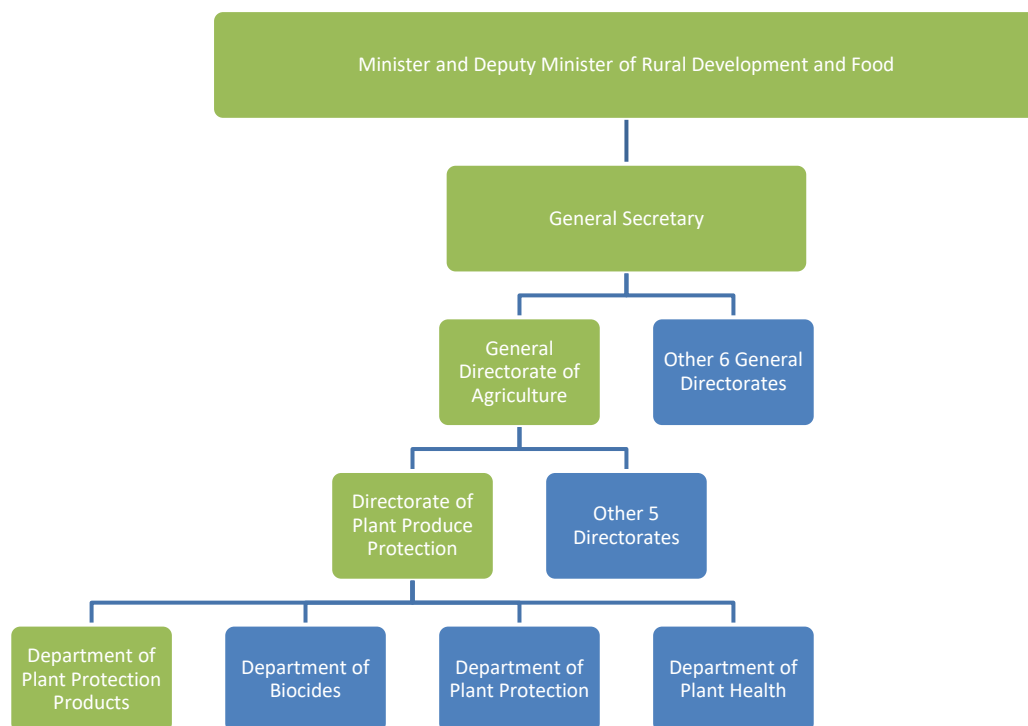 Minister and Deputy Minister of Rural Development and Food
General Secretary
General
Directorate of
Agriculture
Other 6 General
Directorates
Directorate of
Plant Produce
Protection
Other 5
Directorates
Department of
Plant Protection
Products
Department of
Biocides
Department of
Plant Protection
Department of
Plant Health